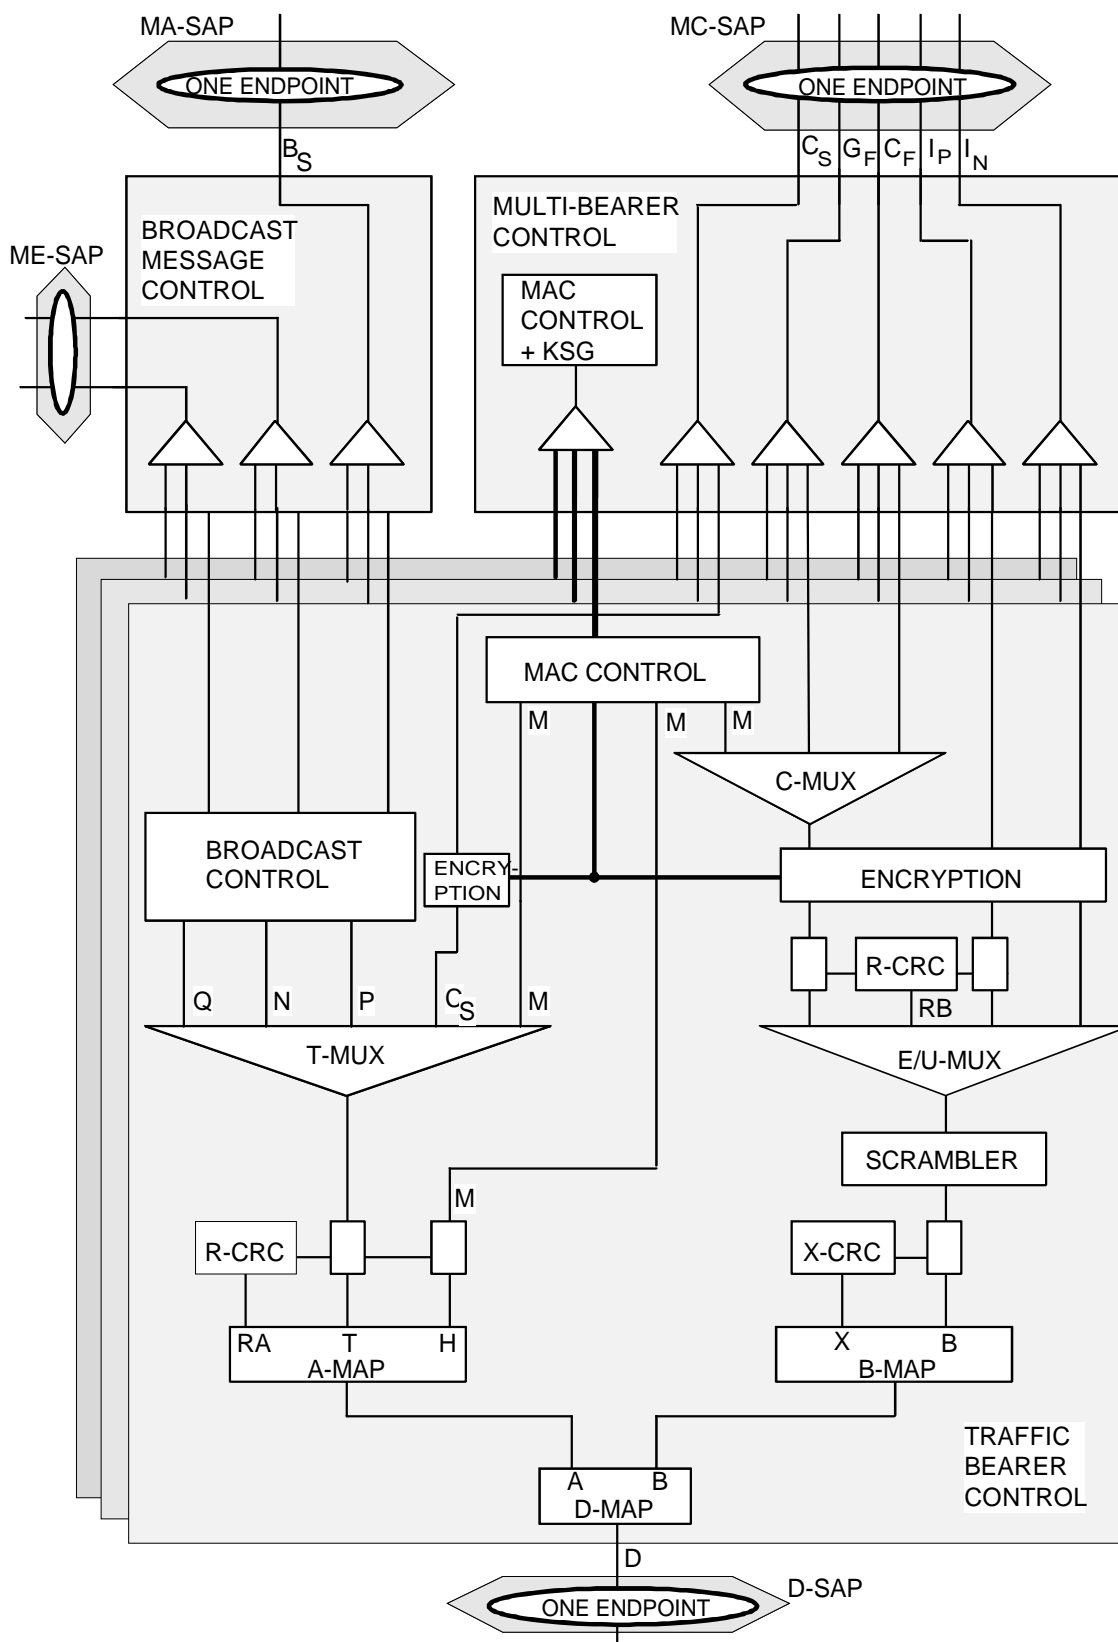 MA-SAP
MC-SAP
ONE ENDPOINT
ONE ENDPOINT
BS
CS GF CF IP IN
BROADCAST
MESSAGE
CONTROL
MULTI-BEARER
CONTROL
ME-SAP
MAC
CONTROL
+ KSG
MAC CONTROL
M
M
M
C-MUX
BROADCAST
CONTROL
ENCRY-
PTION
ENCRYPTION
R-CRC
RB
Q
N
P
CS
M
T-MUX
E/U-MUX
SCRAMBLER
M
R-CRC
X-CRC
RA T H
A-MAP
X B
B-MAP
TRAFFIC
BEARER
CONTROL
A B
D-MAP
D
D-SAP
ONE ENDPOINT